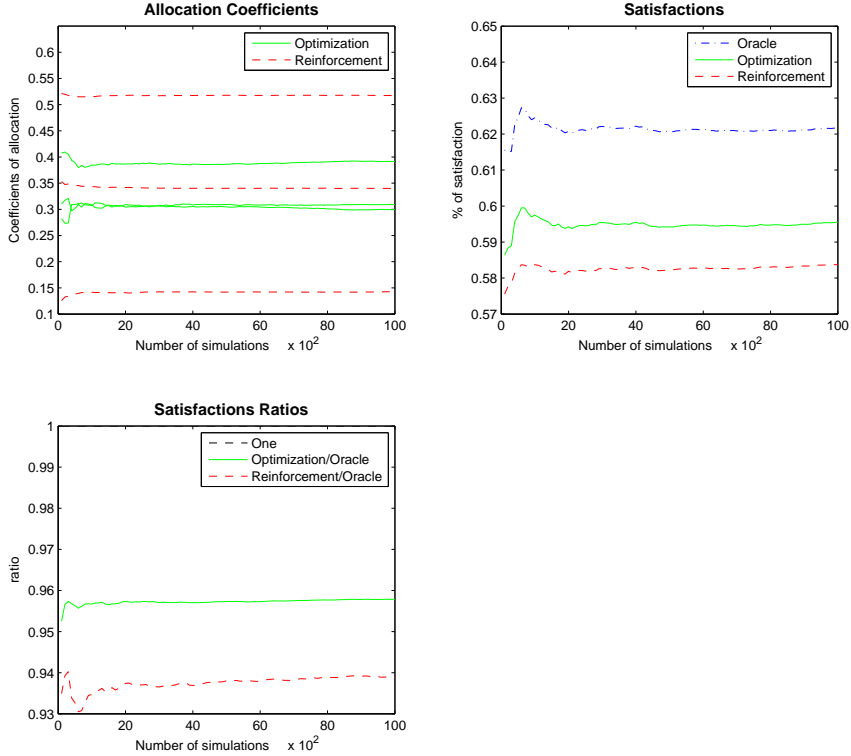 Allocation Coefficients
Optimization
Reinforcement
Coefficients of allocation
0.6
0.55
0.5
0.45
0.4
0.35
0.3
0.25
0.2
0.15
0.1
0 20 40 60 80 100
Number of simulations x 10^2
Satisfactions
Oracle
Optimization
Reinforcement
% of satisfaction
0.65
0.64
0.63
0.62
0.61
0.6
0.59
0.58
0.57
0 20 40 60 80 100
Number of simulations x 10^2
Satisfactions Ratios
One
Optimization/Oracle
Reinforcement/Oracle
ratio
1
0.99
0.98
0.97
0.96
0.95
0.94
0.93
0 20 40 60 80 100
Number of simulations x 10^2